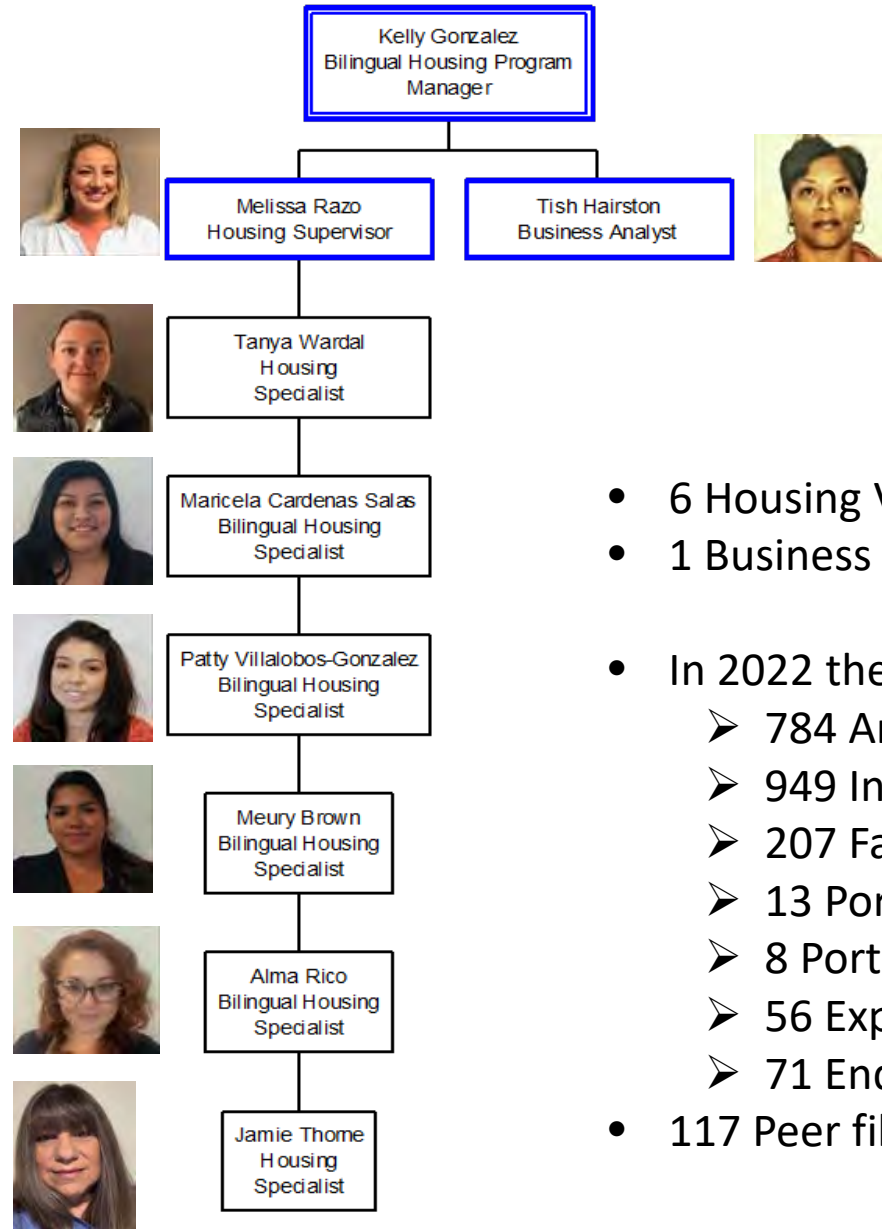 Kelly Gonzalez
Bilingual Housing Program
Manager
Melissa Razo
Housing Supervisor
Tish Hairston
Business Analyst
Tanya Wardal
Housing
Specialist
Maricela Cardenas Salas
Bilingual Housing
Specialist
Patty Villalobos-Gonzalez
Bilingual Housing
Specialist
Meury Brown
Bilingual Housing
Specialist
Alma Rico
Bilingual Housing
Specialist
Jamie Thorne
Housing
Specialist
• 6 Housing
• 1 Business
• In 2022 the
➢ 784
➢ 949
➢ 207
➢ 13
➢ 8 Port
➢ 56
➢ 71
• 117 Peer